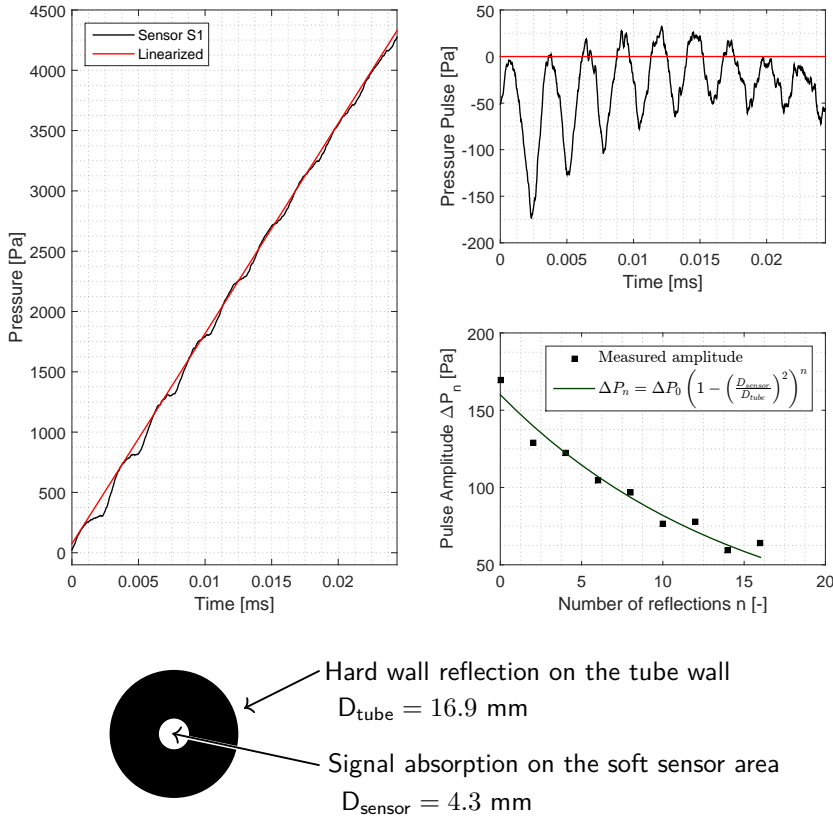 Sensor S1
Linearized
Pressure [Pa]
4500
4000
3500
3000
2500
2000
1500
1000
500
0
0 0.005 0.01 0.015 0.02
Time [ms]
Pressure Pulse [Pa]
50
0
-50
-100
-150
-200
0 0.005 0.01 0.015 0.02
Time [ms]
Pulse Amplitude ΔP_n [Pa]
200
150
100
50
Measured amplitude
ΔP_n = ΔP_0 (1 − (D_sensor/D_tube)^2)^n
0 5 10 15 20
Number of reflections n [-]
Hard wall reflection on the tube wall
D_tube = 16.9 mm
Signal absorption on the soft sensor area
D_sensor = 4.3 mm